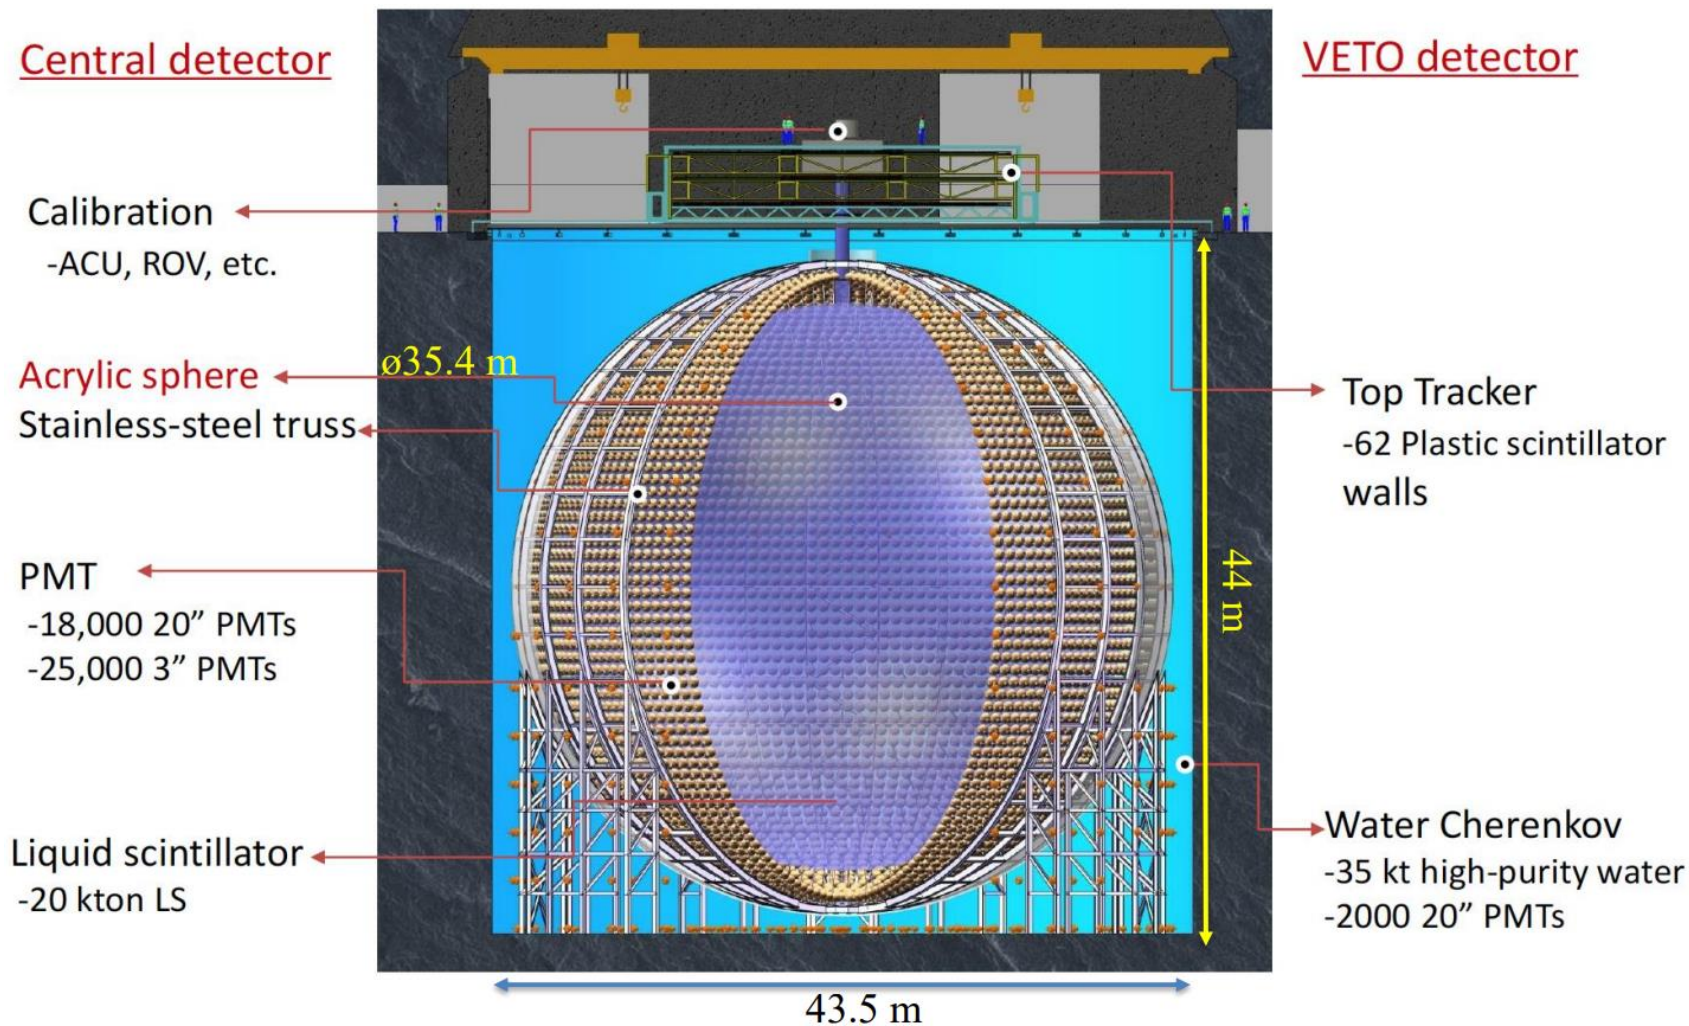 Central detector
VETO detector
Calibration
-ACU, ROV, etc.
ø35.4 m
Acrylic sphere
Stainless-steel truss
Top Tracker
-62 Plastic scintillator
walls
44 m
PMT
-18,000 20” PMTs
-25,000 3” PMTs
Liquid scintillator
-20 kton LS
Water Cherenkov
-35 kt high-purity water
-2000 20” PMTs
43.5 m